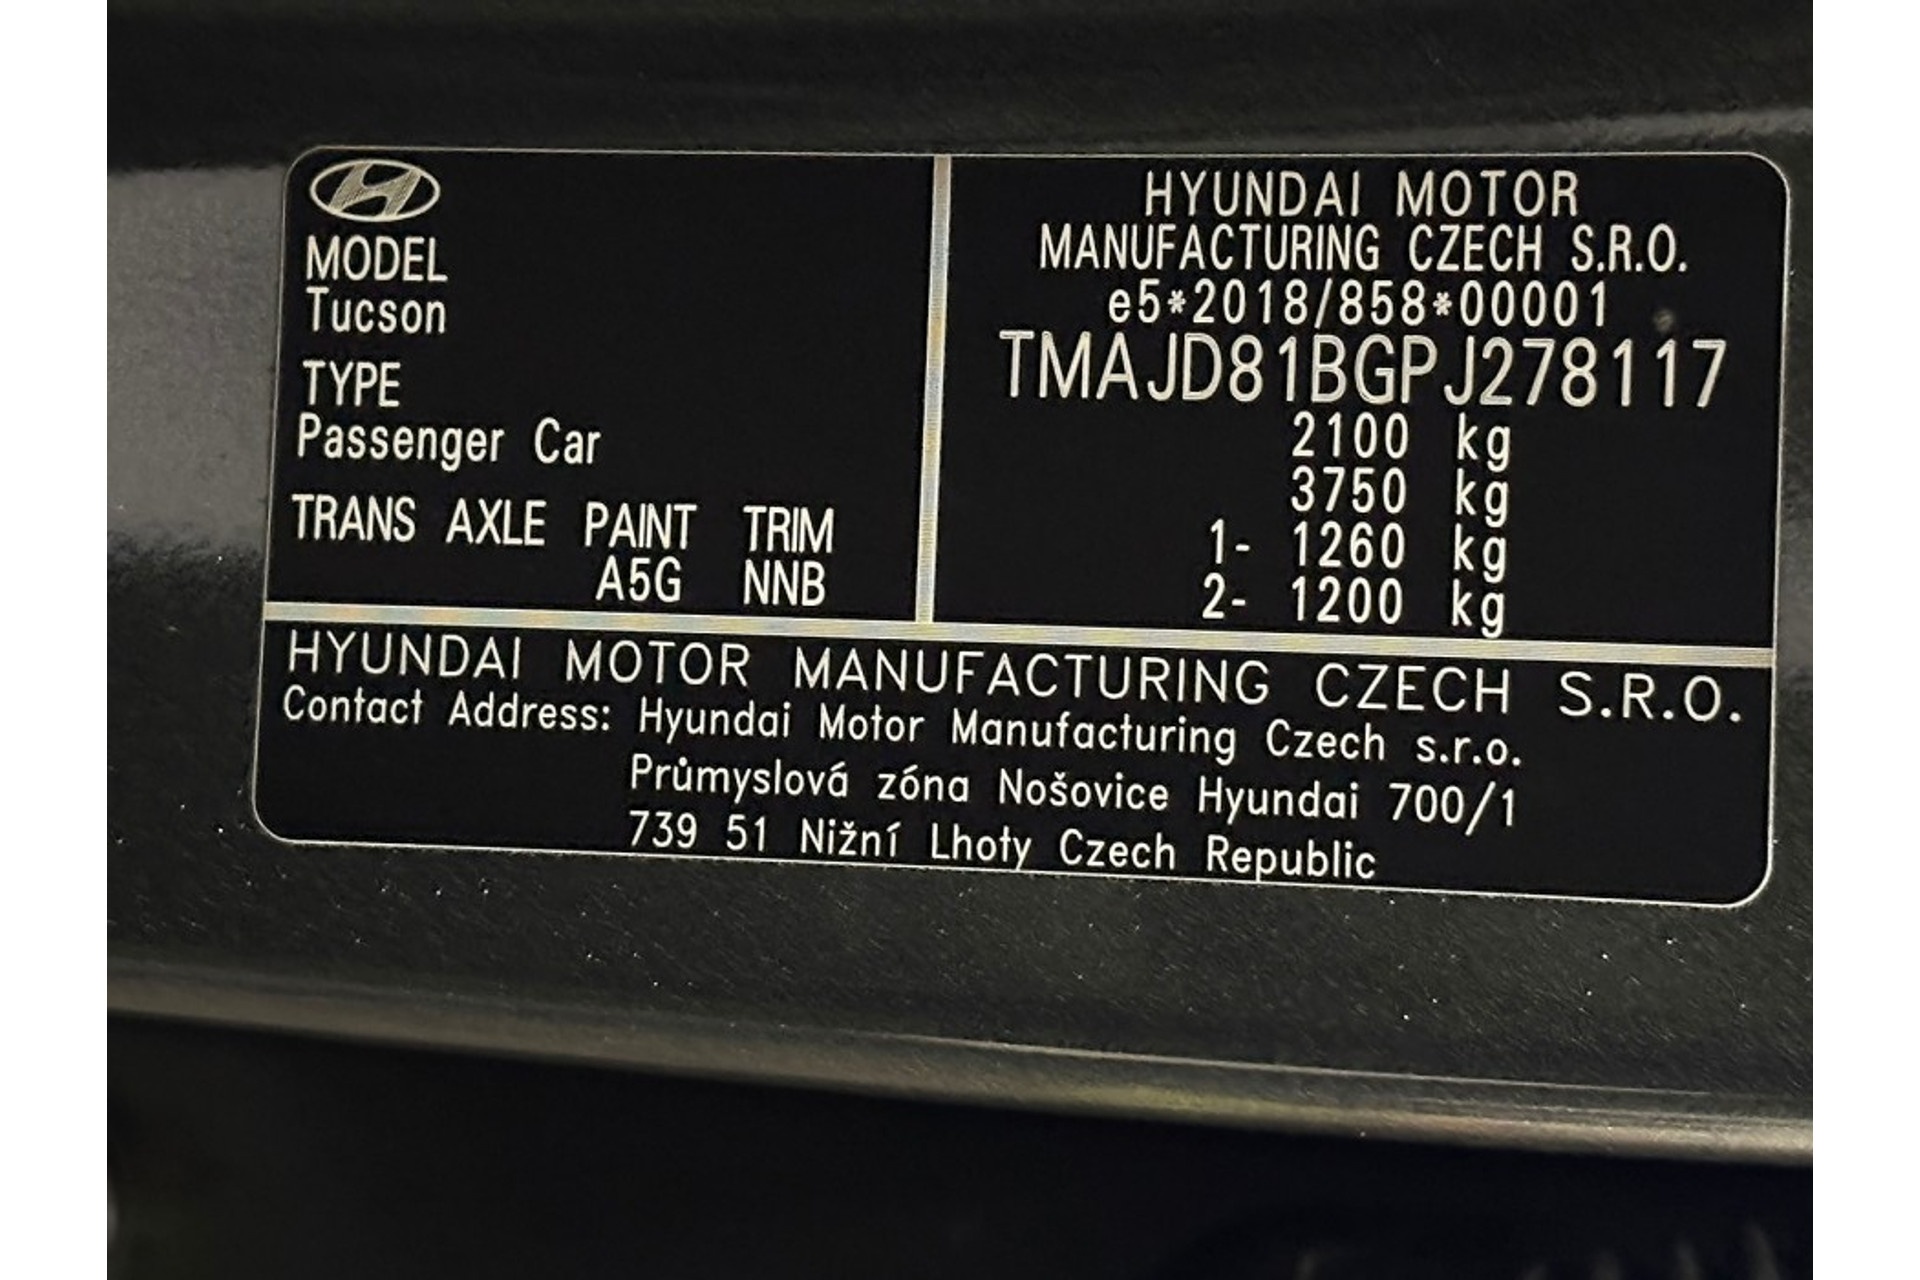 MODEL
Tucson
TYPE
Passenger Car
TRANS AXLE PAINT TRIM
A5G NNB
HYUNDAI MOTOR
MANUFACTURING CZECH S.R.O.
e5*2018/858*00001
TMAJD81BGPJ278117
2100 kg
3750 kg
1- 1260 kg
2- 1200 kg
HYUNDAI MOTOR MANUFACTURING CZECH S.R.O.
Contact Address: Hyundai Motor Manufacturing Czech s.r.o.
Průmyslová zóna Nošovice Hyundai 700/1
739 51 Nižní Lhoty Czech Republic